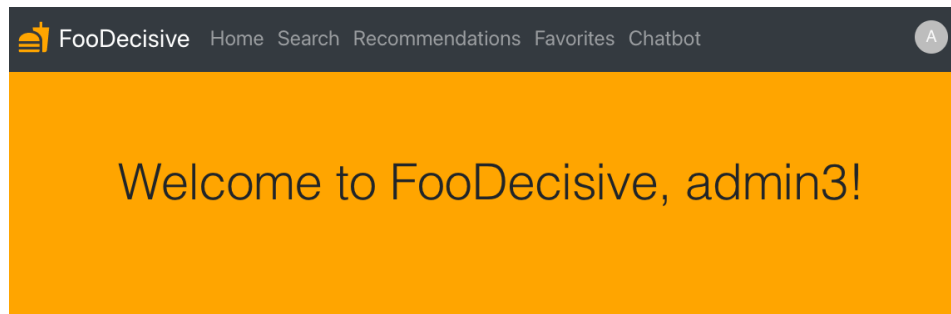 FooDecisive Home Search Recommendations Favorites Chatbot A
Welcome to FooDecisive, admin3!